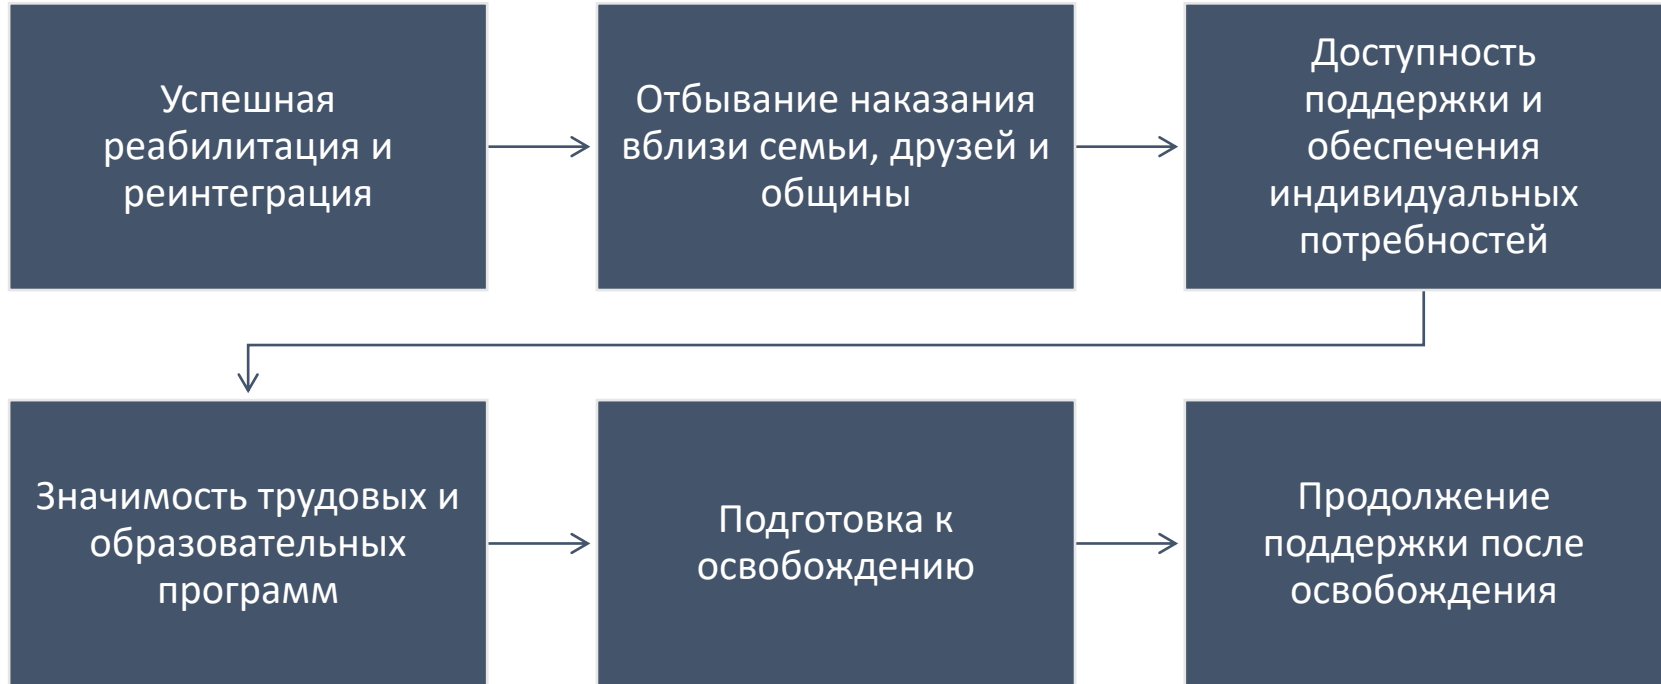 Успешная
реабилитация и
реинтеграция
Отбывание наказания
вблизи семьи, друзей и
общины
Доступность
поддержки и
обеспечения
индивидуальных
потребностей
Значимость трудовых и
образовательных
программ
Подготовка к
освобождению
Продолжение
поддержки после
освобождения